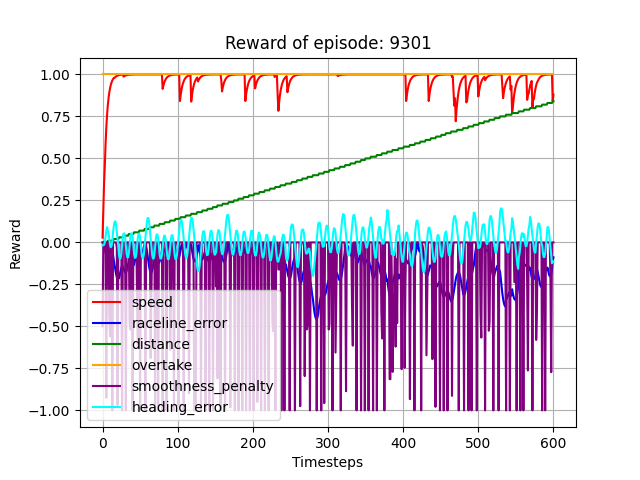 Reward of episode: 9301
Reward
1.00
0.75
0.50
0.25
0.00
−0.25
−0.50
−0.75
−1.00
speed
raceline_error
distance
overtake
smoothness_penalty
heading_error
0 100 200 300 400 500 600
Timesteps